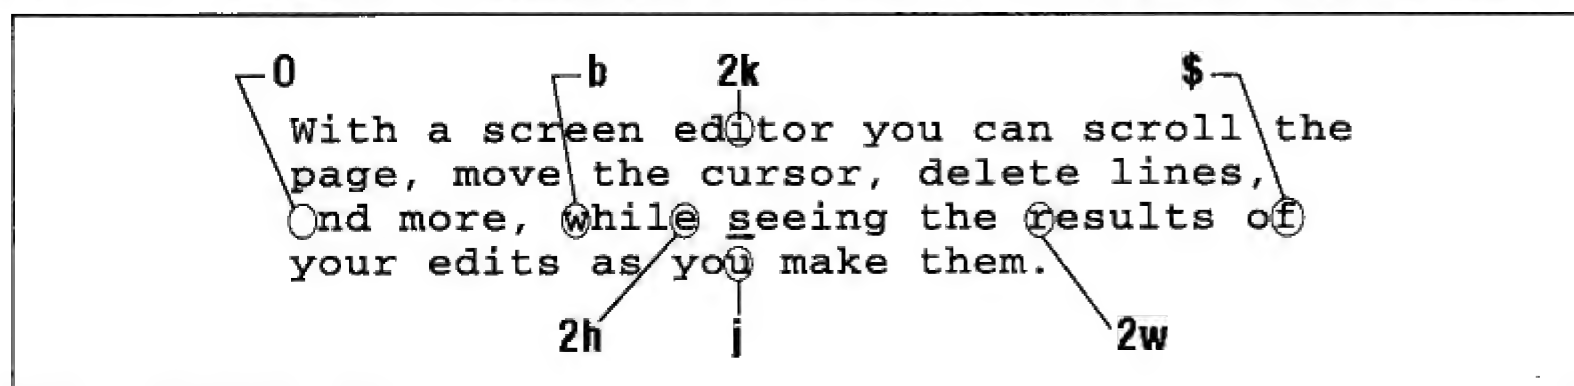 0 b 2k $
With a screen editor you can scroll the
page, move the cursor, delete lines,
nd more, while seeing the results of
your edits as you make them.
2h j 2w